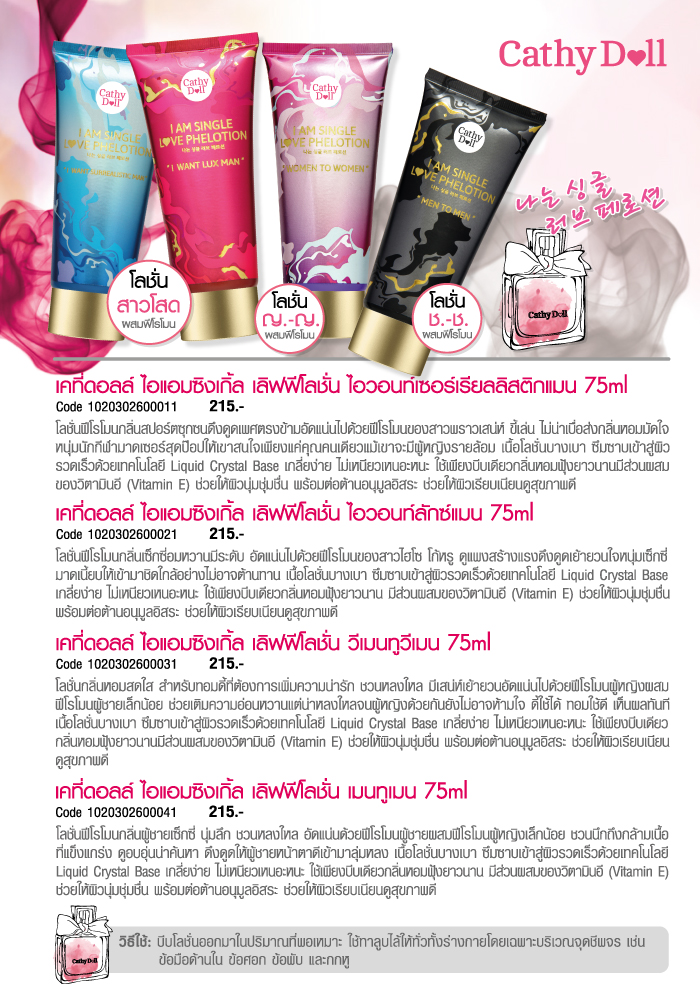 Cathy Doll
Cathy
Doll
Cathy
Doll
I AM SINGLE
LOVE PHELOTION
나는 싱글 러브 페로션
" I WANT LUX MAN "
Cathy
Doll
I AM SINGLE
LOVE PHELOTION
나는 싱글 러브 페로션
"WOMEN TO WOMEN"
Cathy
Doll
I AM SINGLE
LOVE PHELOTION
나는 싱글 러브 페로션
"MEN TO MEN"
나는 싱글
러브 페로션
Cathy Doll
โลชั่น
สาวโสด
ผสมฟีโรโมน
โลชั่น
ญ.-ญ.
ผสมฟีโรโมน
โลชั่น
ช.-ช.
ผสมฟีโรโมน
เคที่ดอลล์ ไอแอมซิงเกิ้ล เลิฟฟีโลชั่น ไอวอนท์เซอร์เรียลลิสติกแมน 75ml
Code 1020302600011 215.-
โลชั่นฟีโรโมนกลิ่นสปอร์ตซุกซนดึงดูดเพศตรงข้ามอัดแน่นไปด้วยฟีโรโมนของสาวพราวเสน่ห์ ขี้เล่น ไม่น่าเบื่อส่งกลิ่นหอมมัดใจ
หนุ่มนักกีฬามาดเซอร์สุดป๊อปให้เขาสนใจเพียงแค่คุณคนเดียวแม้เขาจะมีผู้หญิงรายล้อม เนื้อโลชั่นบางเบา ซึมซาบเข้าสู่ผิว
รวดเร็วด้วยเทคโนโลยี Liquid Crystal Base เกลี่ยง่าย ไม่เหนียวเหนอะหนะ ใช้เพียงบีบเดียวกลิ่นหอมฟุ้งยาวนานมีส่วนผสม
ของวิตามินอี (Vitamin E) ช่วยให้ผิวนุ่มชุ่มชื่น พร้อมต่อต้านอนุมูลอิสระ ช่วยให้ผิวเรียบเนียนดูสุขภาพดี
เคที่ดอลล์ ไอแอมซิงเกิ้ล เลิฟฟีโลชั่น ไอวอนท์ลักซ์แมน 75ml
Code 1020302600021 215.-
โลชั่นฟีโรโมนกลิ่นเซ็กซี่อมหวานมีระดับ อัดแน่นไปด้วยฟีโรโมนของสาวไฮโซ โก้หรู ดูแพงสร้างแรงดึงดูดเย้ายวนใจหนุ่มเซ็กซี่
มาดเนี้ยบให้เข้ามาชิดใกล้อย่างไม่อาจต้านทาน เนื้อโลชั่นบางเบา ซึมซาบเข้าสู่ผิวรวดเร็วด้วยเทคโนโลยี Liquid Crystal Base
เกลี่ยง่าย ไม่เหนียวเหนอะหนะ ใช้เพียงบีบเดียวกลิ่นหอมฟุ้งยาวนาน มีส่วนผสมของวิตามินอี (Vitamin E) ช่วยให้ผิวนุ่มชุ่มชื่น
พร้อมต่อต้านอนุมูลอิสระ ช่วยให้ผิวเรียบเนียนดูสุขภาพดี
เคที่ดอลล์ ไอแอมซิงเกิ้ล เลิฟฟีโลชั่น วีเมนทูวีเมน 75ml
Code 1020302600031 215.-
โลชั่นกลิ่นหอมสดใส สำหรับทอมดี้ที่ต้องการเพิ่มความน่ารัก ชวนหลงใหล มีเสน่ห์เย้ายวนอัดแน่นไปด้วยฟีโรโมนผู้หญิงผสม
ฟีโรโมนผู้ชายเล็กน้อย ช่วยเติมความอ่อนหวานแต่น่าหลงใหลจนผู้หญิงด้วยกันยังไม่อาจห้ามใจ ดี้ใช้ได้ ทอมใช้ดี เห็นผลทันที
เนื้อโลชั่นบางเบา ซึมซาบเข้าสู่ผิวรวดเร็วด้วยเทคโนโลยี Liquid Crystal Base เกลี่ยง่าย ไม่เหนียวเหนอะหนะ ใช้เพียงบีบเดียว
กลิ่นหอมฟุ้งยาวนานมีส่วนผสมของวิตามินอี (Vitamin E) ช่วยให้ผิวนุ่มชุ่มชื่น พร้อมต่อต้านอนุมูลอิสระ ช่วยให้ผิวเรียบเนียน
ดูสุขภาพดี
เคที่ดอลล์ ไอแอมซิงเกิ้ล เลิฟฟีโลชั่น เมนทูเมน 75ml
Code 1020302600041 215.-
โลชั่นฟีโรโมนกลิ่นผู้ชายเซ็กซี่ นุ่มลึก ชวนหลงใหล อัดแน่นด้วยฟีโรโมนผู้ชายผสมฟีโรโมนผู้หญิงเล็กน้อย ชวนนึกถึงกล้ามเนื้อ
ที่แข็งแกร่ง ดูอบอุ่นน่าค้นหา ดึงดูดให้ผู้ชายหน้าตาดีเข้ามาลุ่มหลง เนื้อโลชั่นบางเบา ซึมซาบเข้าสู่ผิวรวดเร็วด้วยเทคโนโลยี
Liquid Crystal Base เกลี่ยง่าย ไม่เหนียวเหนอะหนะ ใช้เพียงบีบเดียวกลิ่นหอมฟุ้งยาวนาน มีส่วนผสมของวิตามินอี (Vitamin E)
ช่วยให้ผิวนุ่มชุ่มชื่น พร้อมต่อต้านอนุมูลอิสระ ช่วยให้ผิวเรียบเนียนดูสุขภาพดี
Cathy Doll
วิธีใช้: บีบโลชั่นออกมาในปริมาณที่พอเหมาะ ใช้ทาลูบไล้ให้ทั่วทั้งร่างกายโดยเฉพาะบริเวณจุดชีพจร เช่น
ข้อมือด้านใน ข้อศอก ข้อพับ และกกหู